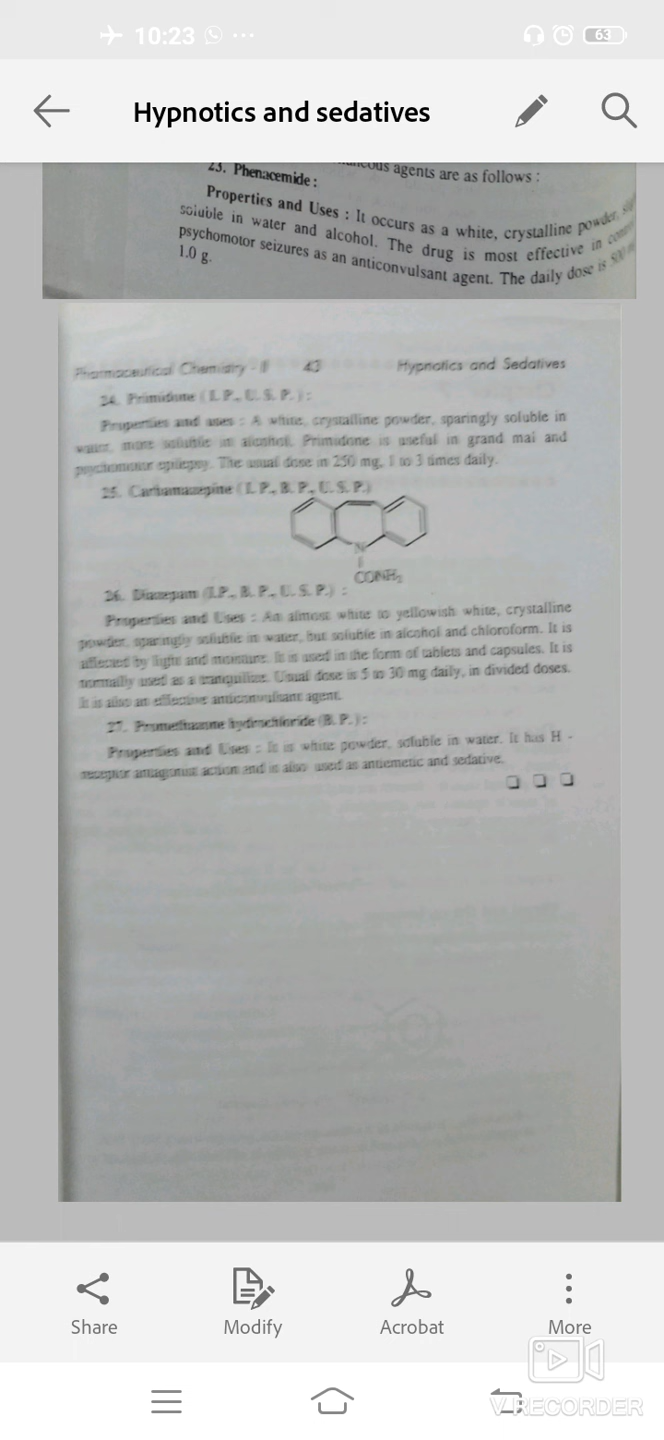 10:23
63
Hypnotics and sedatives
agents are as follows :
23. Phenacemide :
Properties and Uses : It occurs as a white, crystalline powder,
soluble in water and alcohol. The drug is most effective in
psychomotor seizures as an anticonvulsant agent. The daily dose is 500
1.0 g.
Pharmaceutical Chemistry - II 43 Hypnotics and Sedatives
24. Primidone (I. P., U. S. P.) :
Properties and uses : A white, crystalline powder, sparingly soluble in
water, more soluble in alcohol. Primidone is useful in grand mal and
psychomotor epilepsy. The usual dose in 250 mg, 1 to 3 times daily.
25. Carbamazepine (I. P., B. P., U. S. P.)
N
CONH₂
26. Diazepam (I.P., B. P., U. S. P.) :
Properties and Uses : An almost white to yellowish white, crystalline
powder, sparingly soluble in water, but soluble in alcohol and chloroform. It is
affected by light and moisture. It is used in the form of tablets and capsules. It is
normally used as a tranquilizer. Usual dose is 5 to 30 mg daily, in divided doses.
It is also an effective anticonvulsant agent.
27. Promethazine hydrochloride (B. P.) :
Properties and Uses : It is white powder, soluble in water. It has H -
receptor antagonist action and is also used as antiemetic and sedative.
Share Modify Acrobat More
V RECORDER